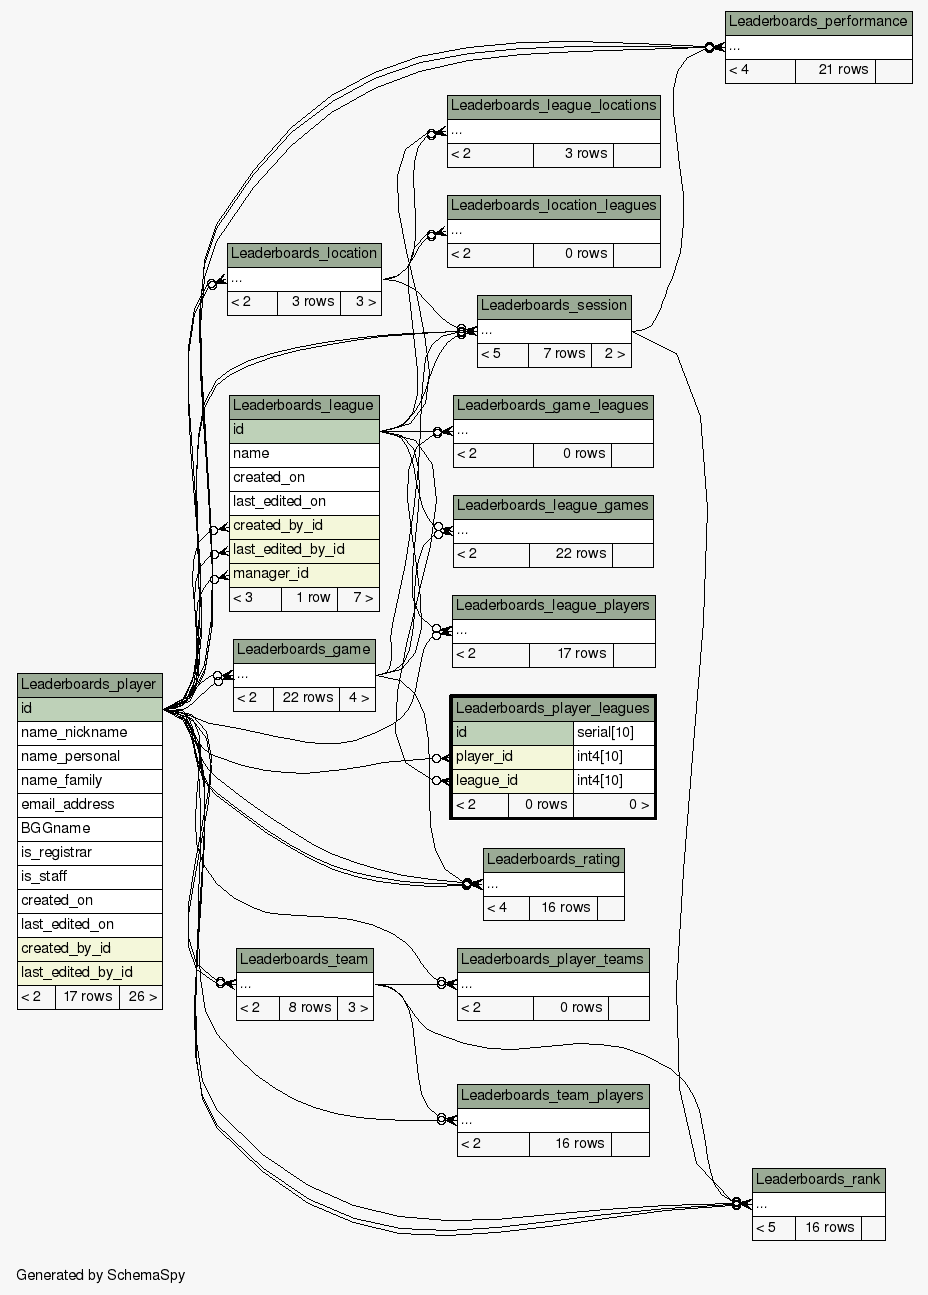 Leaderboards_performance
...
< 4 21 rows
Leaderboards_league_locations
...
< 2 3 rows
Leaderboards_location_leagues
...
< 2 0 rows
Leaderboards_location
...
< 2 3 rows 3 >
Leaderboards_session
...
< 5 7 rows 2 >
Leaderboards_league
id
name
created_on
last_edited_on
created_by_id
last_edited_by_id
manager_id
< 3 1 row 7 >
Leaderboards_game_leagues
...
< 2 0 rows
Leaderboards_league_games
...
< 2 22 rows
Leaderboards_league_players
...
< 2 17 rows
Leaderboards_game
...
< 2 22 rows 4 >
Leaderboards_player
id
name_nickname
name_personal
name_family
email_address
BGGname
is_registrar
is_staff
created_on
last_edited_on
created_by_id
last_edited_by_id
< 2 17 rows 26 >
Leaderboards_player_leagues
id serial[10]
player_id int4[10]
league_id int4[10]
< 2 0 rows 0 >
Leaderboards_rating
...
< 4 16 rows
Leaderboards_team
...
< 2 8 rows 3 >
Leaderboards_player_teams
...
< 2 0 rows
Leaderboards_team_players
...
< 2 16 rows
Leaderboards_rank
...
< 5 16 rows
Generated by SchemaSpy